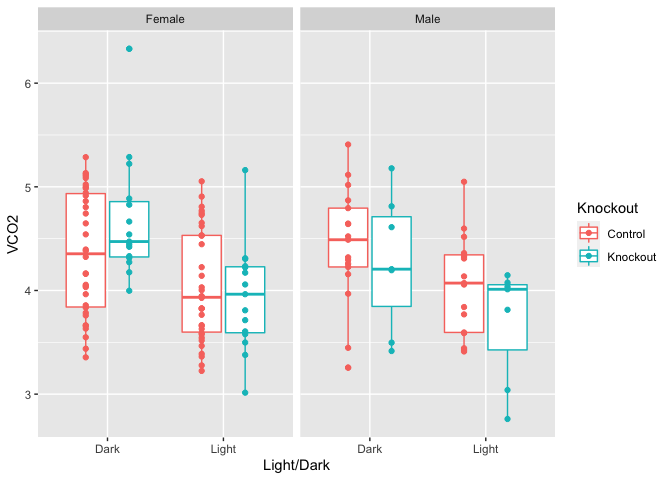 Female Male
6
5
4
3
VCO2
Dark Light Dark Light
Light/Dark
Knockout
Control
Knockout